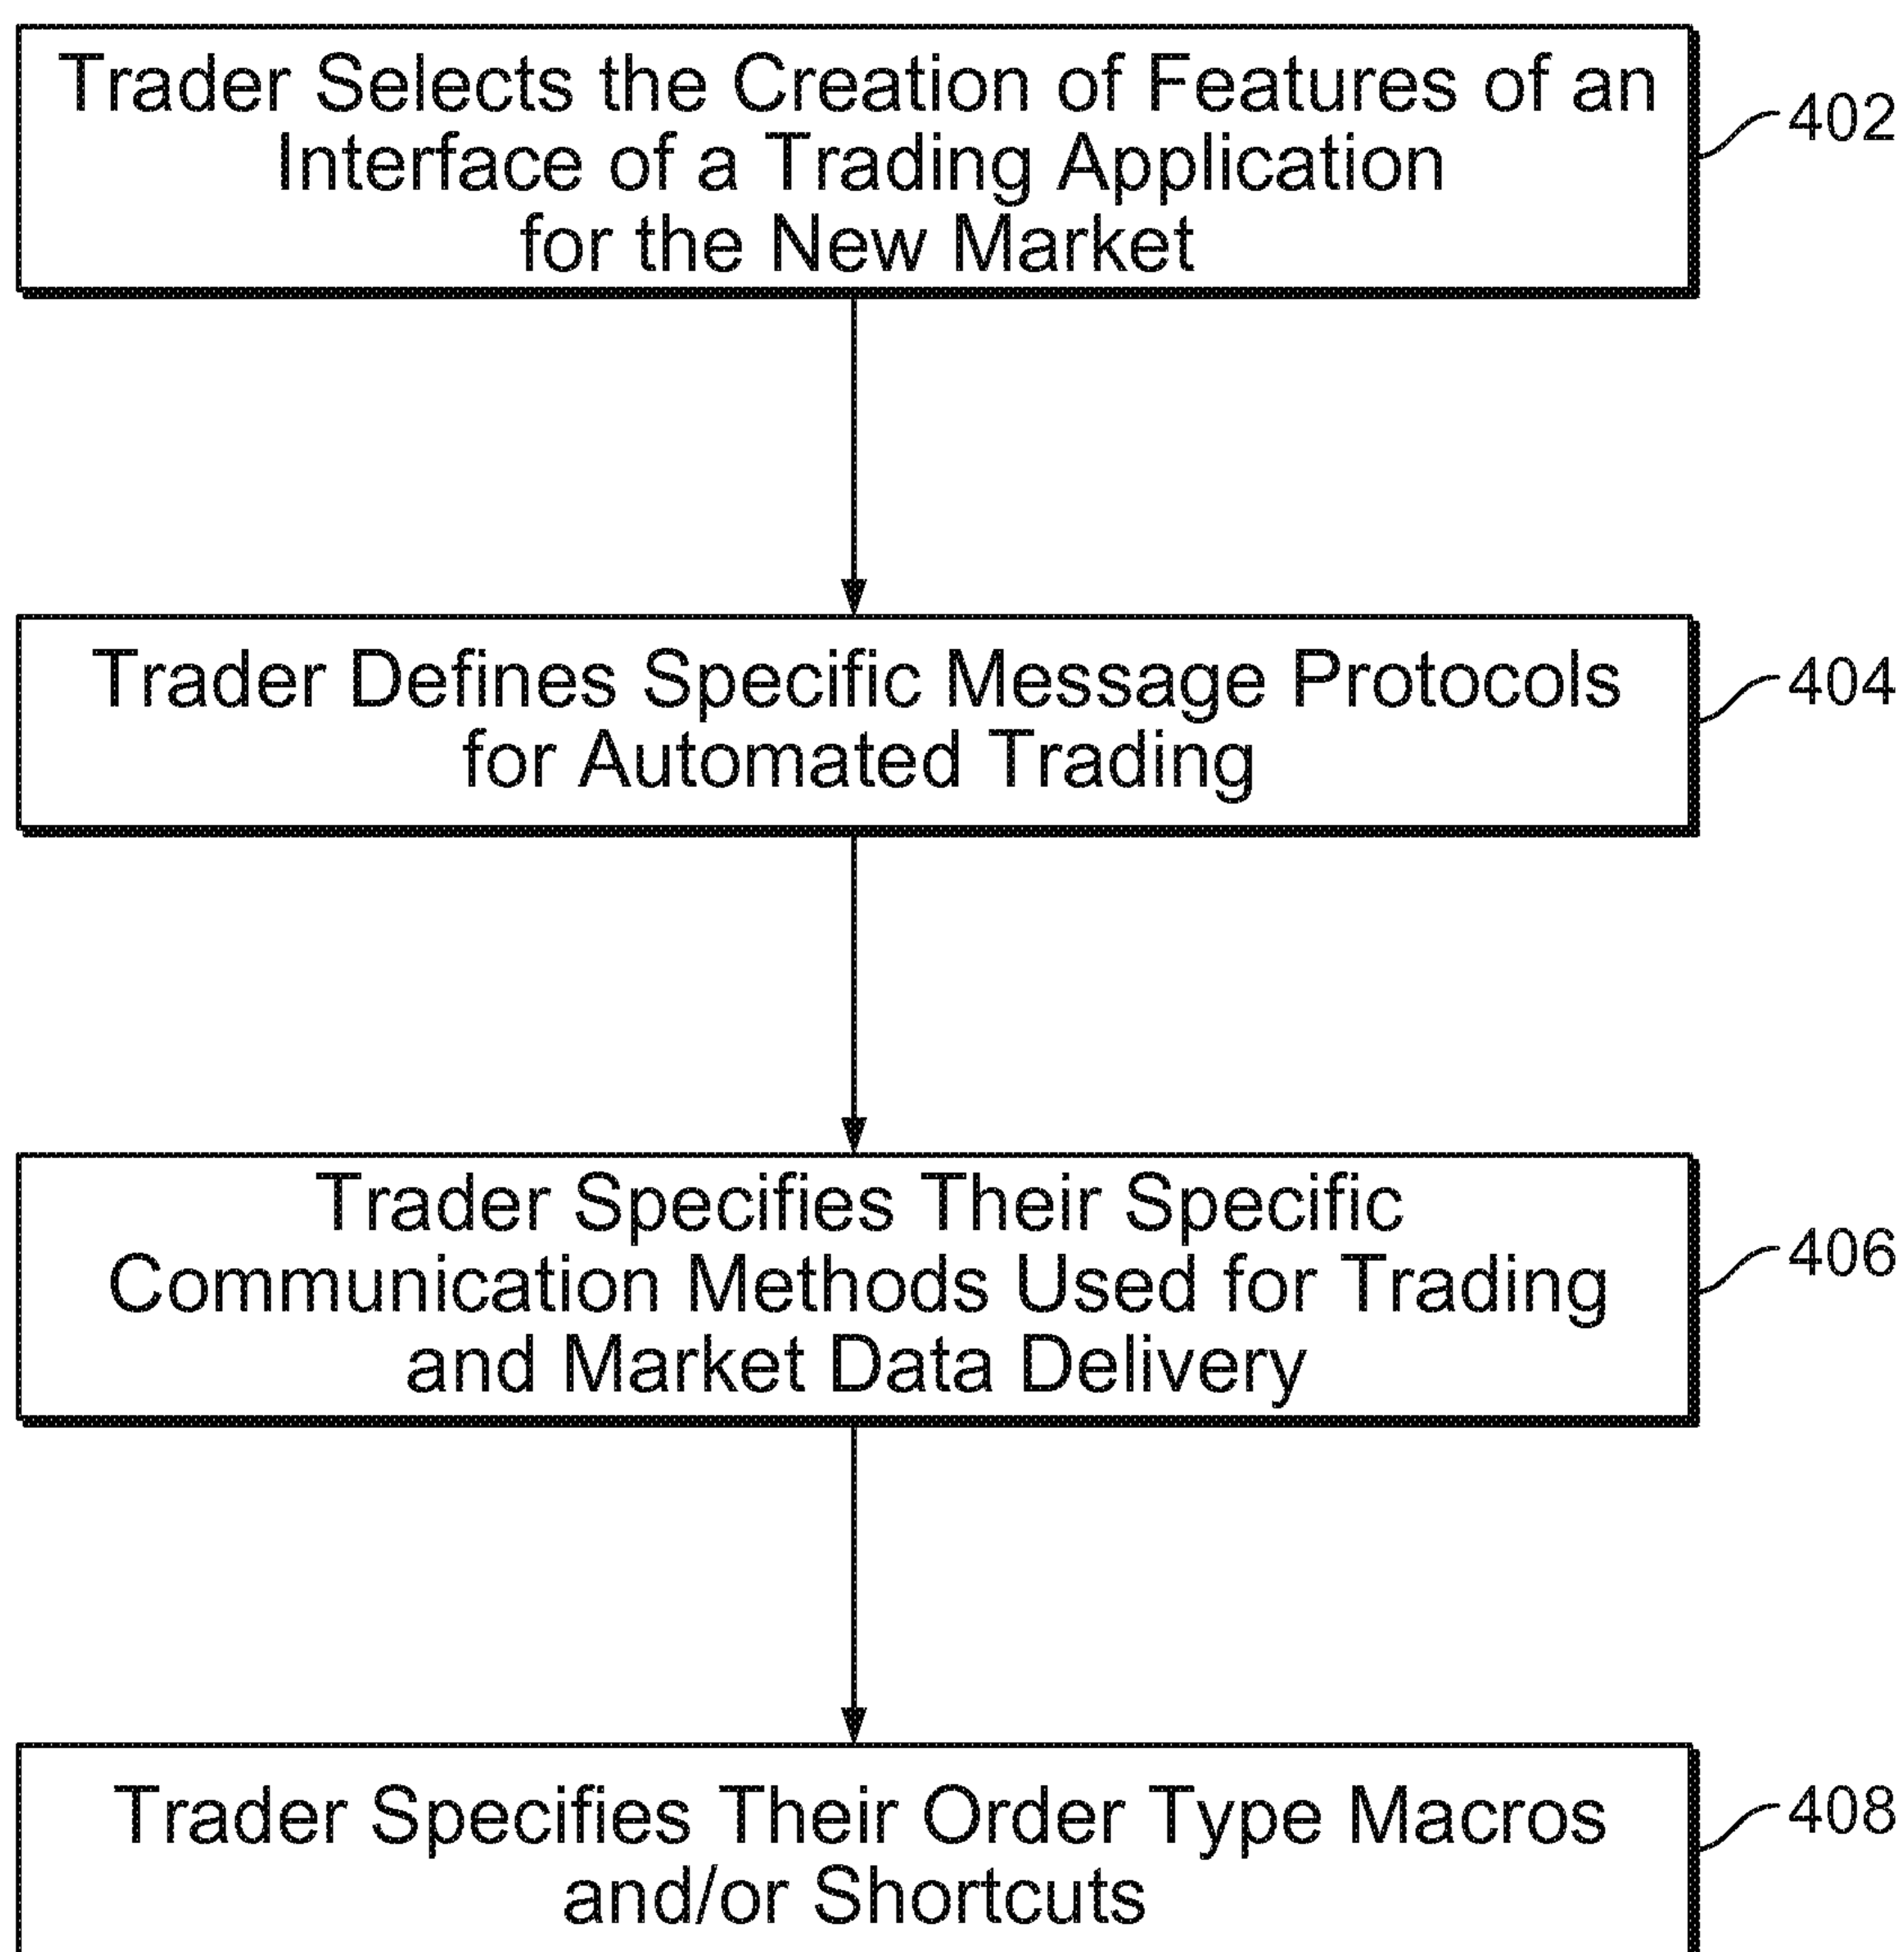 Trader Selects the Creation of Features of an
Interface of a Trading Application
for the New Market
402
Trader Defines Specific Message Protocols
for Automated Trading
404
Trader Specifies Their Specific
Communication Methods Used for Trading
and Market Data Delivery
406
Trader Specifies Their Order Type Macros
and/or Shortcuts
408